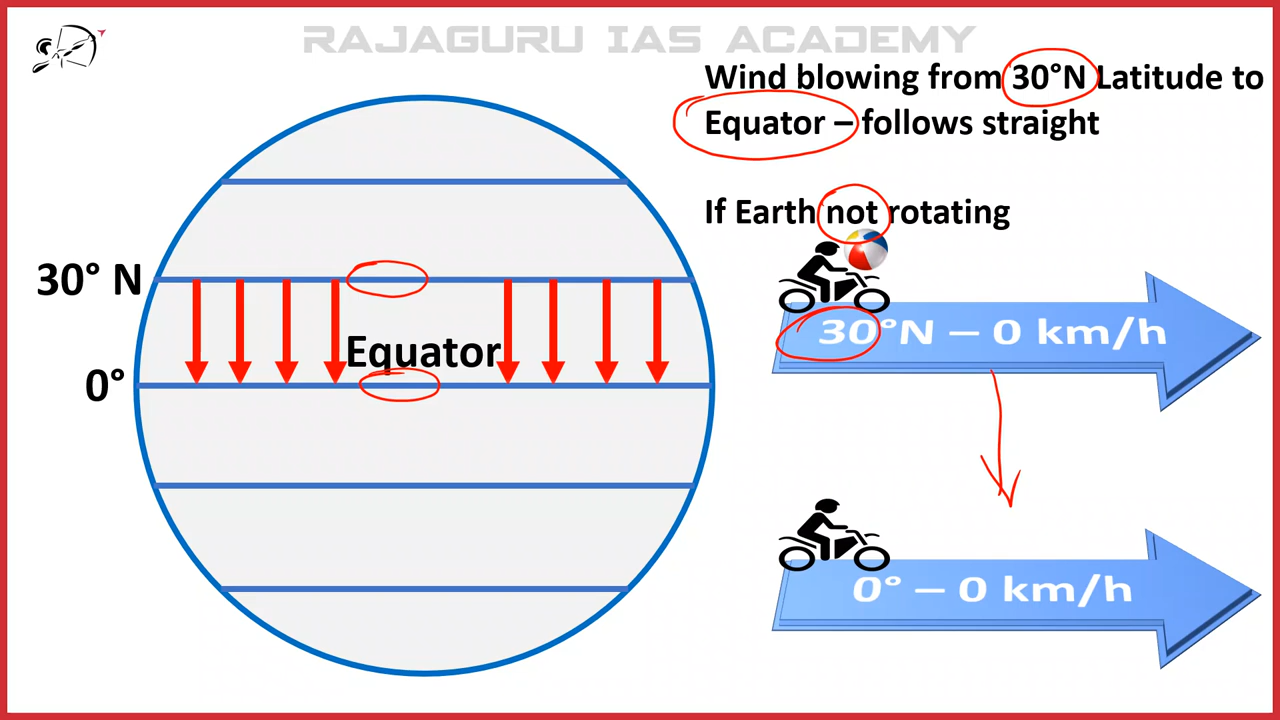 RAJAGURU IAS ACADEMY
Wind blowing from 30°N Latitude to
Equator – follows straight
If Earth not rotating
30° N
Equator
0°
30°N – 0 km/h
0° – 0 km/h